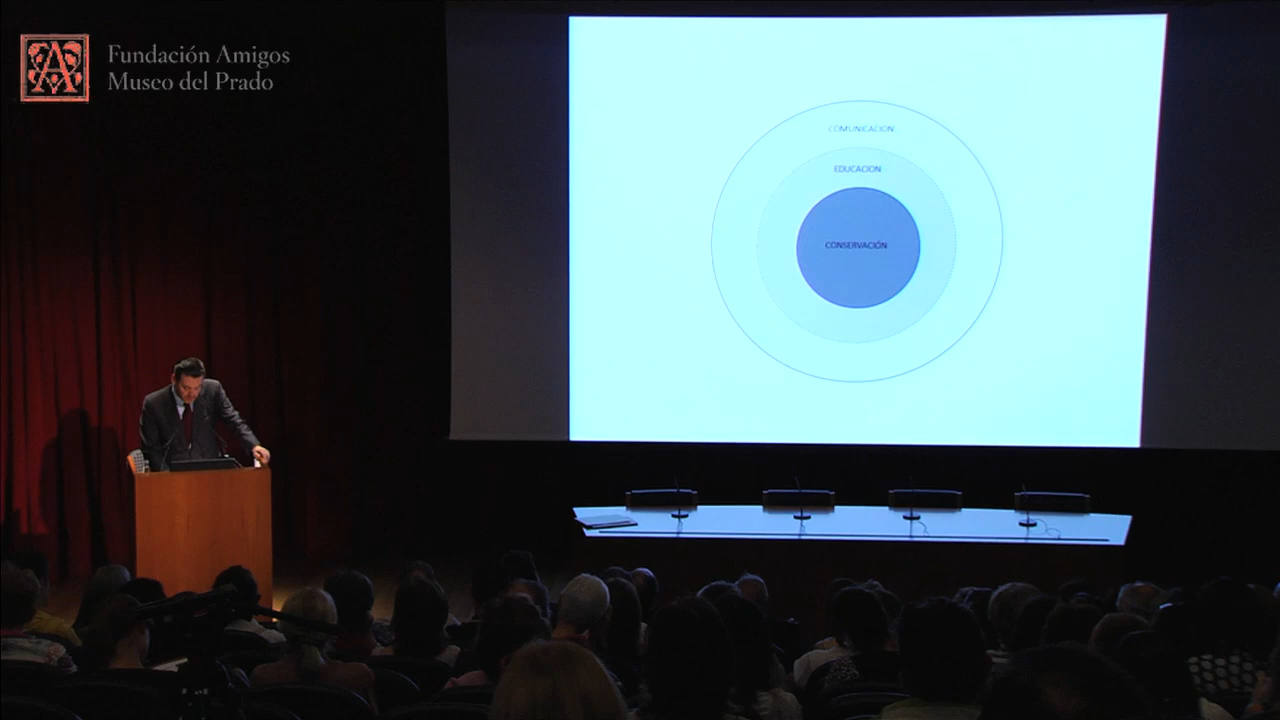 Fundación Amigos
Museo del Prado
COMUNICACION
EDUCACION
CONSERVACIÓN